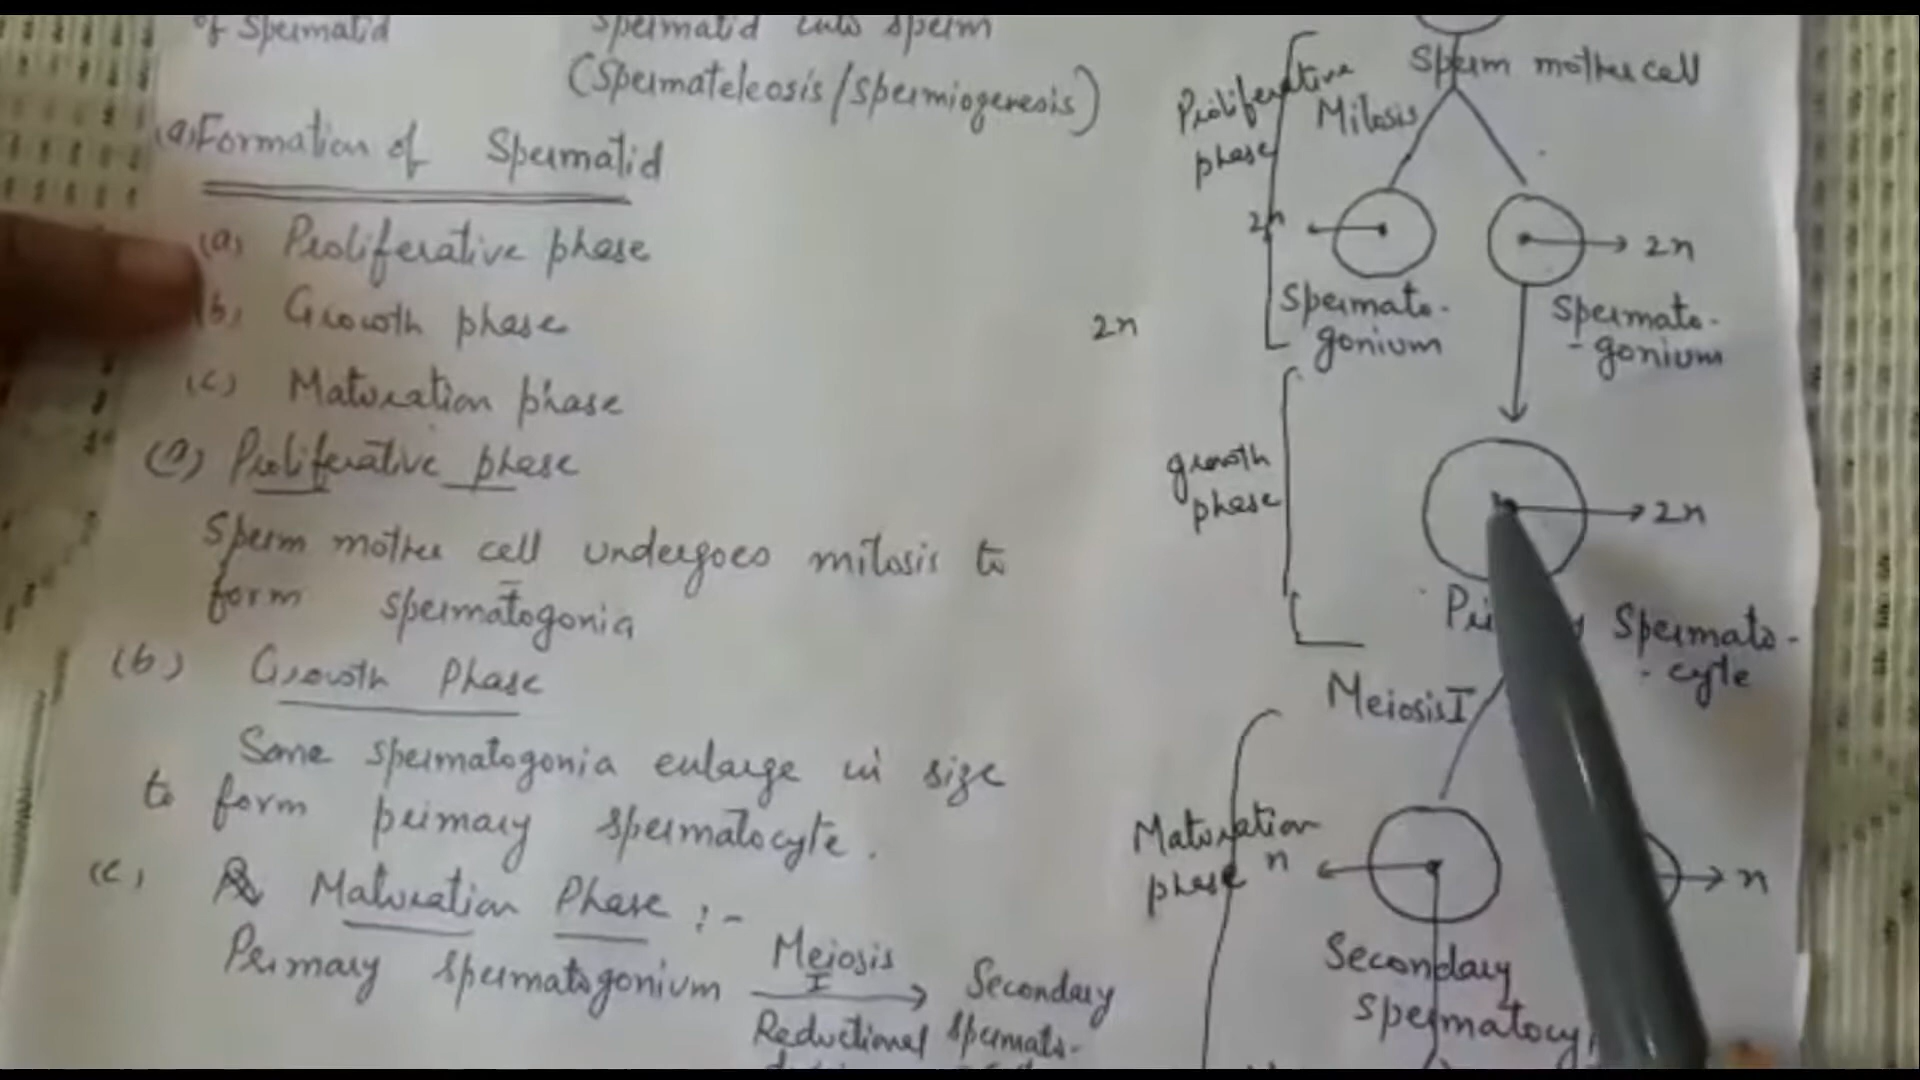 of Spermatid
Spermatid into sperm
(Spermateleosis/spermiogenesis)
(a) Formation of Spermatid
(a) Proliferative phase
(b) Growth phase
(c) Maturation phase
(a) Proliferative phase
Sperm mother cell undergoes mitosis to
form spermatogonia
(b) Growth Phase
Some spermatogonia enlarge in size
to form primary spermatocyte.
(c) Maturation Phase :-
Primary spermatogonium Meiosis I Secondary
Reductional spermato-
Sperm mother cell
Proliferative
phase
Mitosis
2n
2n
Spermato-
gonium
Spermato-
-gonium
2n
growth
phase
2n
Spermato-
-cyte
Meiosis I
Maturation
phase
n
n
Secondary